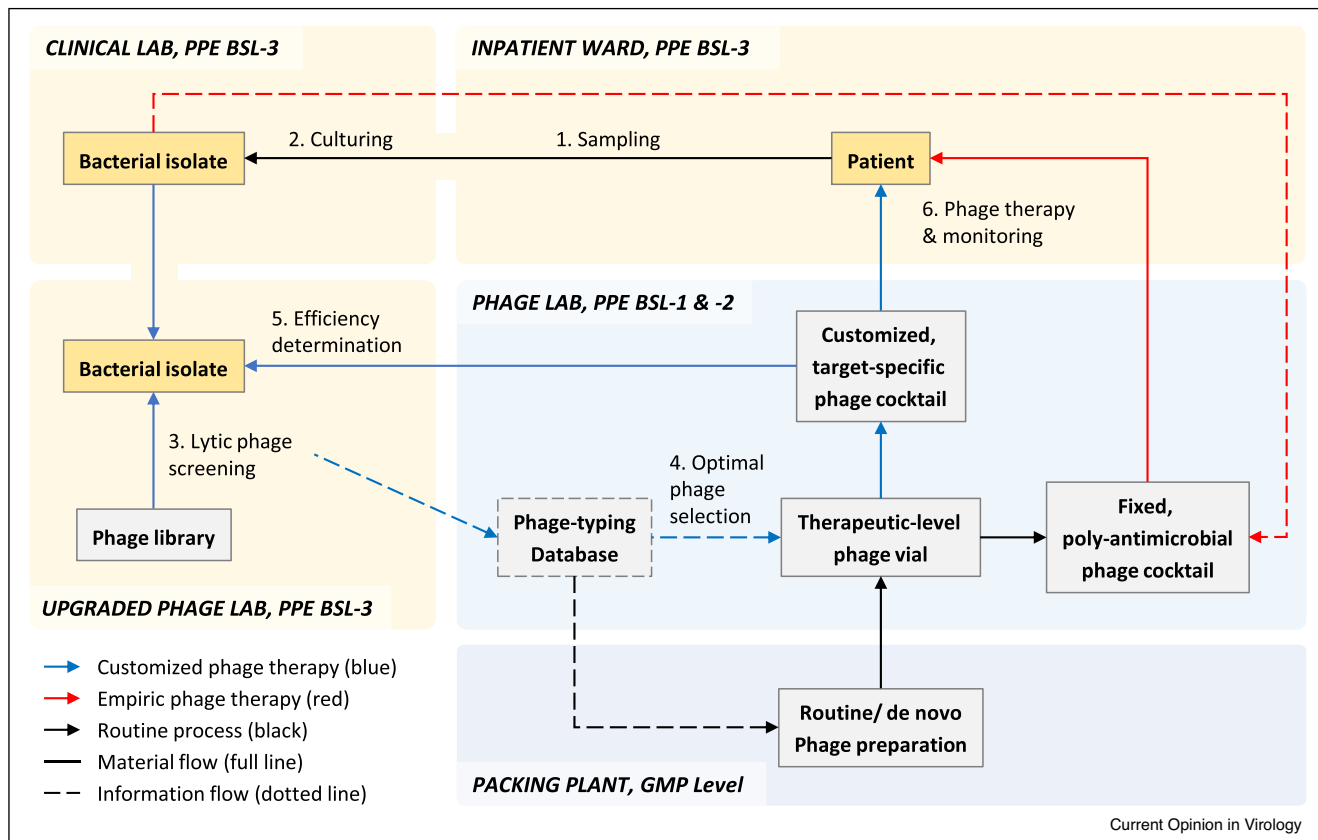 CLINICAL LAB, PPE BSL-3
INPATIENT WARD, PPE BSL-3
2. Culturing
1. Sampling
Bacterial isolate
Patient
6. Phage therapy
& monitoring
PHAGE LAB, PPE BSL-1 & -2
5. Efficiency
determination
Customized,
target-specific
phage cocktail
Bacterial isolate
3. Lytic phage
screening
4. Optimal
phage
selection
Phage library
Phage-typing
Database
Therapeutic-level
phage vial
Fixed,
poly-antimicrobial
phage cocktail
UPGRADED PHAGE LAB, PPE BSL-3
Customized phage therapy (blue)
Empiric phage therapy (red)
Routine process (black)
Material flow (full line)
Information flow (dotted line)
Routine/ de novo
Phage preparation
PACKING PLANT, GMP Level
Current Opinion in Virology